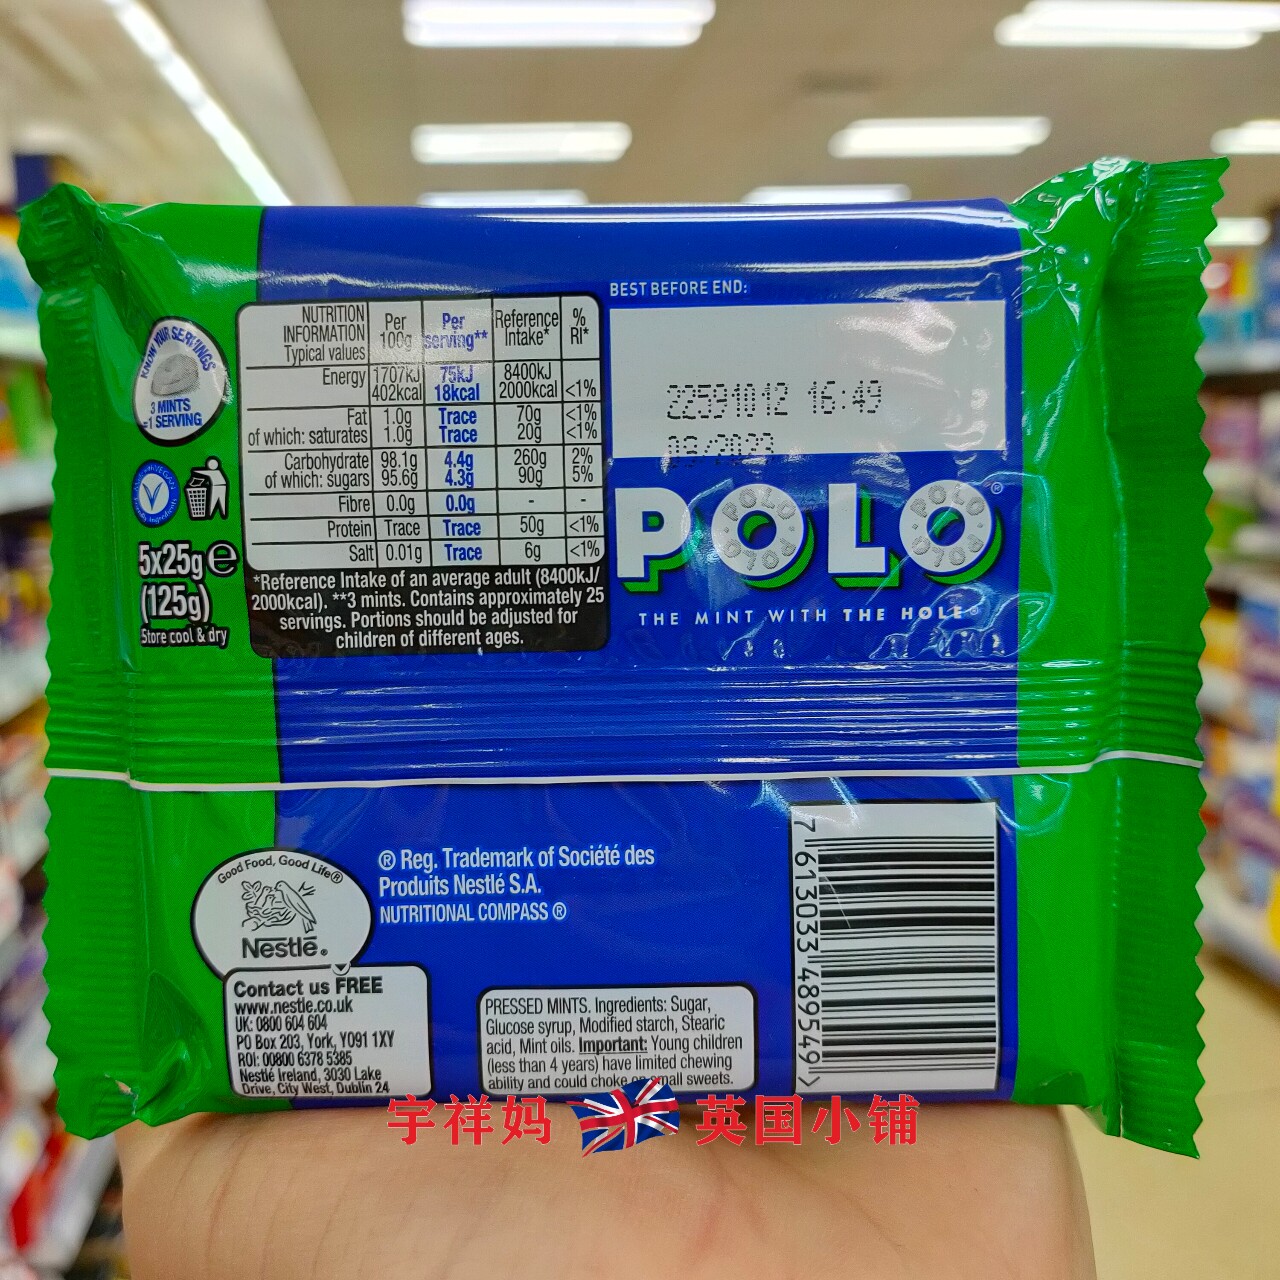 BEST BEFORE END:
22591012 16:49
09/2023
NUTRITION INFORMATION Typical values | Per 100g | Per serving** | Reference Intake* | % RI*
Energy | 1707kJ 402kcal | 75kJ 18kcal | 8400kJ 2000kcal | <1%
Fat | 1.0g | Trace | 70g | <1%
of which: saturates | 1.0g | Trace | 20g | <1%
Carbohydrate | 98.1g | 4.4g | 260g | 2%
of which: sugars | 95.6g | 4.3g | 90g | 5%
Fibre | 0.0g | 0.0g | - | -
Protein | Trace | Trace | 50g | <1%
Salt | 0.01g | Trace | 6g | <1%
*Reference Intake of an average adult (8400kJ/
2000kcal). **3 mints. Contains approximately 25
servings. Portions should be adjusted for
children of different ages.
KNOW YOUR SERVINGS
3 MINTS
=1 SERVING
5x25g e
(125g)
Store cool & dry
POLO®
THE MINT WITH THE HOLE®
® Reg. Trademark of Société des
Produits Nestlé S.A.
NUTRITIONAL COMPASS ®
Good Food, Good Life®
Nestlé®
Contact us FREE
www.nestle.co.uk
UK: 0800 604 604
PO Box 203, York, YO91 1XY
ROI: 00800 6378 5385
Nestlé Ireland, 3030 Lake
Drive, City West, Dublin 24
PRESSED MINTS. Ingredients: Sugar,
Glucose syrup, Modified starch, Stearic
acid, Mint oils. Important: Young children
(less than 4 years) have limited chewing
ability and could choke on small sweets.
7 613033 489549 >
宇祥妈 英国小铺